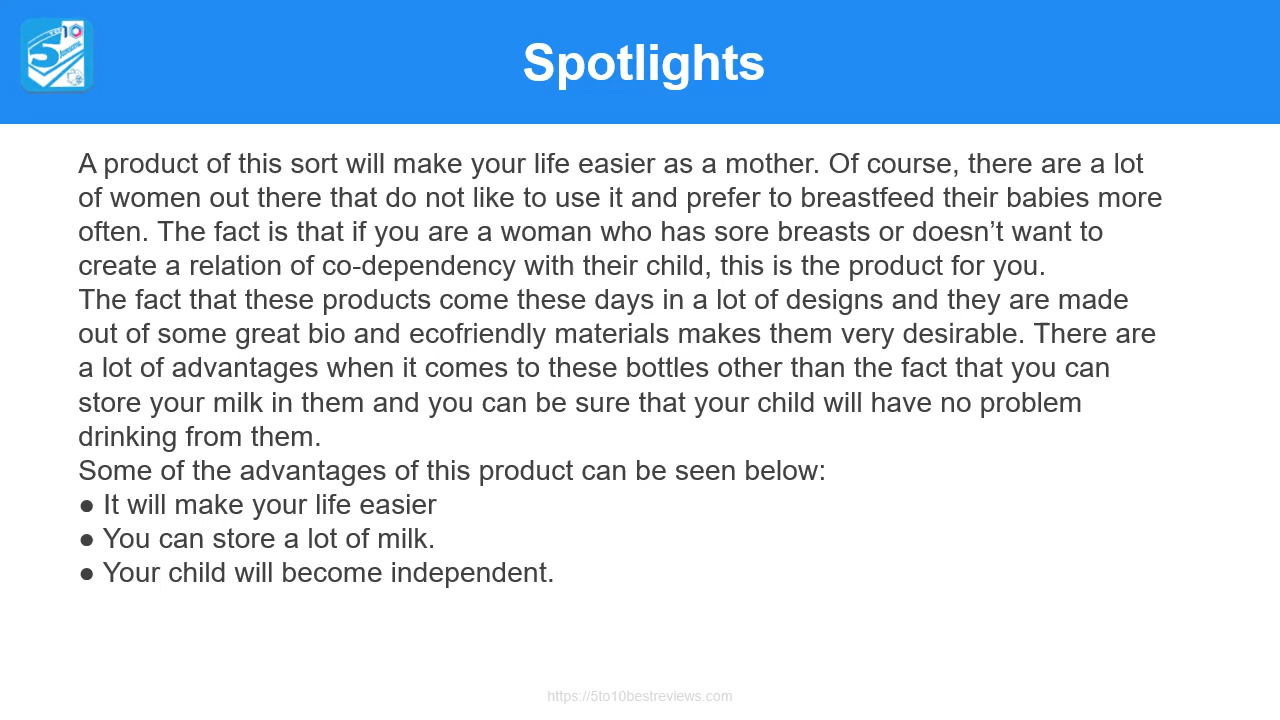 5
10
Spotlights
A product of this sort will make your life easier as a mother. Of course, there are a lot
of women out there that do not like to use it and prefer to breastfeed their babies more
often. The fact is that if you are a woman who has sore breasts or doesn’t want to
create a relation of co-dependency with their child, this is the product for you.
The fact that these products come these days in a lot of designs and they are made
out of some great bio and ecofriendly materials makes them very desirable. There are
a lot of advantages when it comes to these bottles other than the fact that you can
store your milk in them and you can be sure that your child will have no problem
drinking from them.
Some of the advantages of this product can be seen below:
● It will make your life easier
● You can store a lot of milk.
● Your child will become independent.
https://5to10bestreviews.com